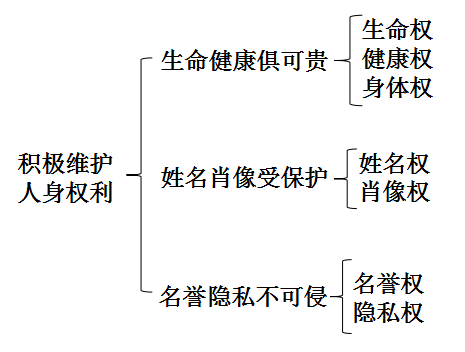 积极维护
人身权利
生命健康俱可贵
生命权
健康权
身体权
姓名肖像受保护
姓名权
肖像权
名誉隐私不可侵
名誉权
隐私权